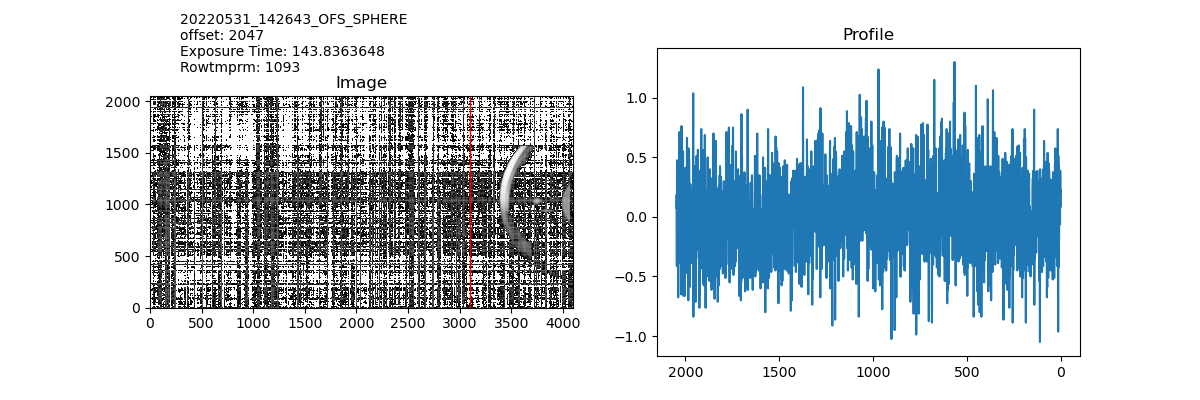 20220531_142643_OFS_SPHERE
offset: 2047
Exposure Time: 143.8363648
Rowtmprm: 1093
Image
2000
1500
1000
500
0
0 500 1000 1500 2000 2500 3000 3500 4000
Profile
1.0
0.5
0.0
−0.5
−1.0
2000 1500 1000 500 0